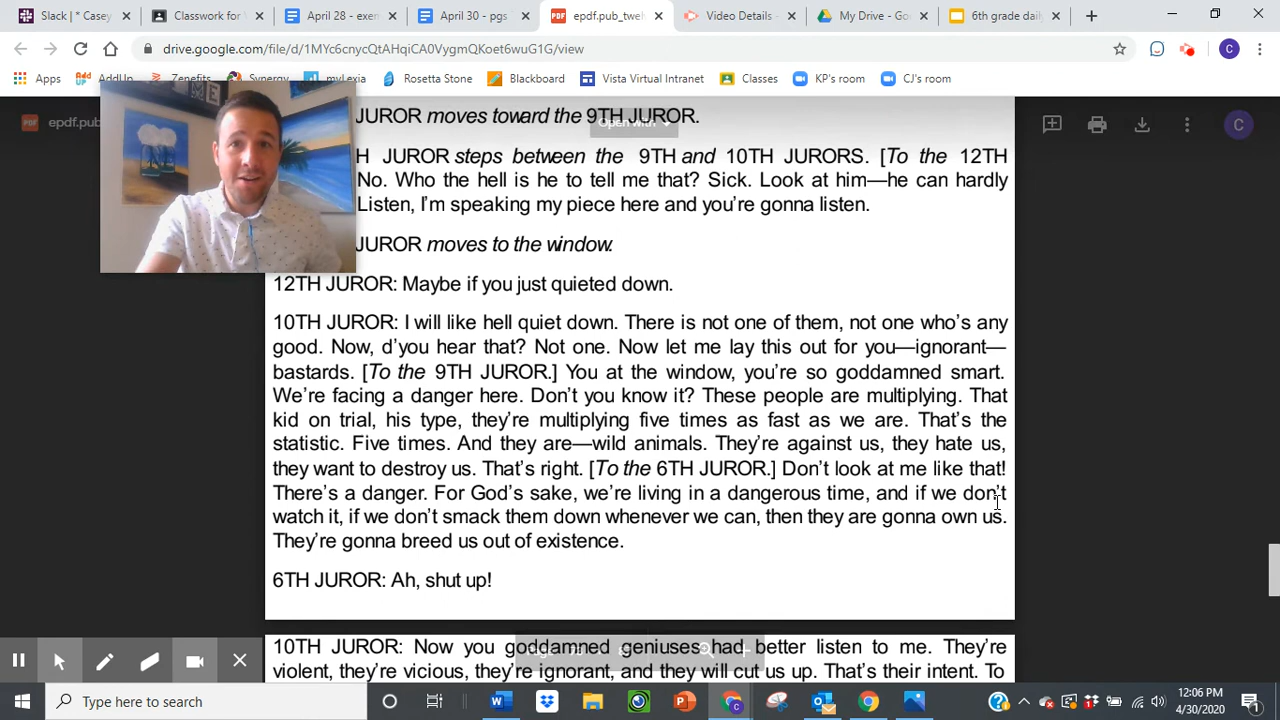 Slack | * Casey
Classwork for
April 28 - exem
April 30 - pgs
epdf.pub_twel
Video Details -
My Drive - Go
6th grade dail
drive.google.com/file/d/1MYc6cnycQtAHqiCA0VygmQKoet6wuG1G/view
C
Apps
AddUp
Zenefits
Synergy
myLexia
Rosetta Stone
Blackboard
Vista Virtual Intranet
Classes
KP's room
CJ's room
epdf.pub
Open with
C
JUROR moves toward the 9TH JUROR.
H JUROR steps between the 9TH and 10TH JURORS. [To the 12TH
No. Who the hell is he to tell me that? Sick. Look at him—he can hardly
Listen, I'm speaking my piece here and you're gonna listen.
JUROR moves to the window.
12TH JUROR: Maybe if you just quieted down.
10TH JUROR: I will like hell quiet down. There is not one of them, not one who's any
good. Now, d'you hear that? Not one. Now let me lay this out for you—ignorant—
bastards. [To the 9TH JUROR.] You at the window, you're so goddamned smart.
We're facing a danger here. Don't you know it? These people are multiplying. That
kid on trial, his type, they're multiplying five times as fast as we are. That's the
statistic. Five times. And they are—wild animals. They're against us, they hate us,
they want to destroy us. That's right. [To the 6TH JUROR.] Don't look at me like that!
There's a danger. For God's sake, we're living in a dangerous time, and if we don't
watch it, if we don't smack them down whenever we can, then they are gonna own us.
They're gonna breed us out of existence.
6TH JUROR: Ah, shut up!
10TH JUROR: Now you goddamned geniuses had better listen to me. They're
violent, they're vicious, they're ignorant, and they will cut us up. That's their intent. To
Type here to search
12:06 PM
4/30/2020